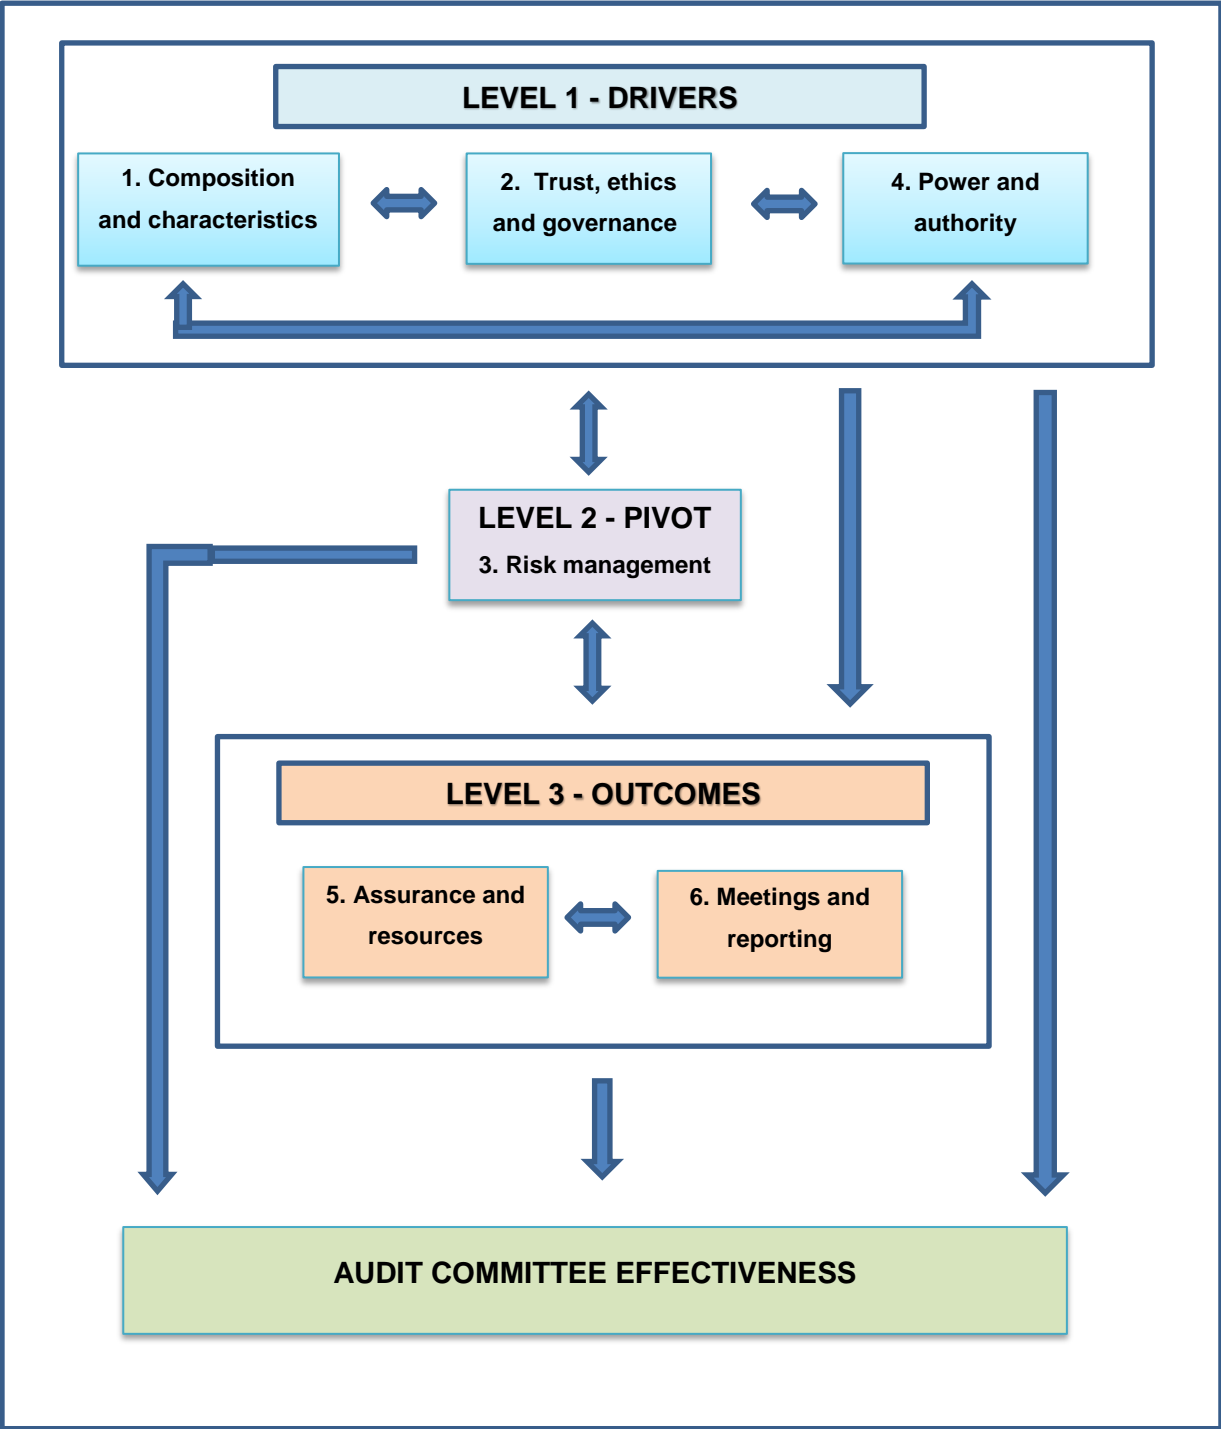 LEVEL 1 - DRIVERS
1. Composition
and characteristics
2. Trust, ethics
and governance
4. Power and
authority
LEVEL 2 - PIVOT
3. Risk management
LEVEL 3 - OUTCOMES
5. Assurance and
resources
6. Meetings and
reporting
AUDIT COMMITTEE EFFECTIVENESS